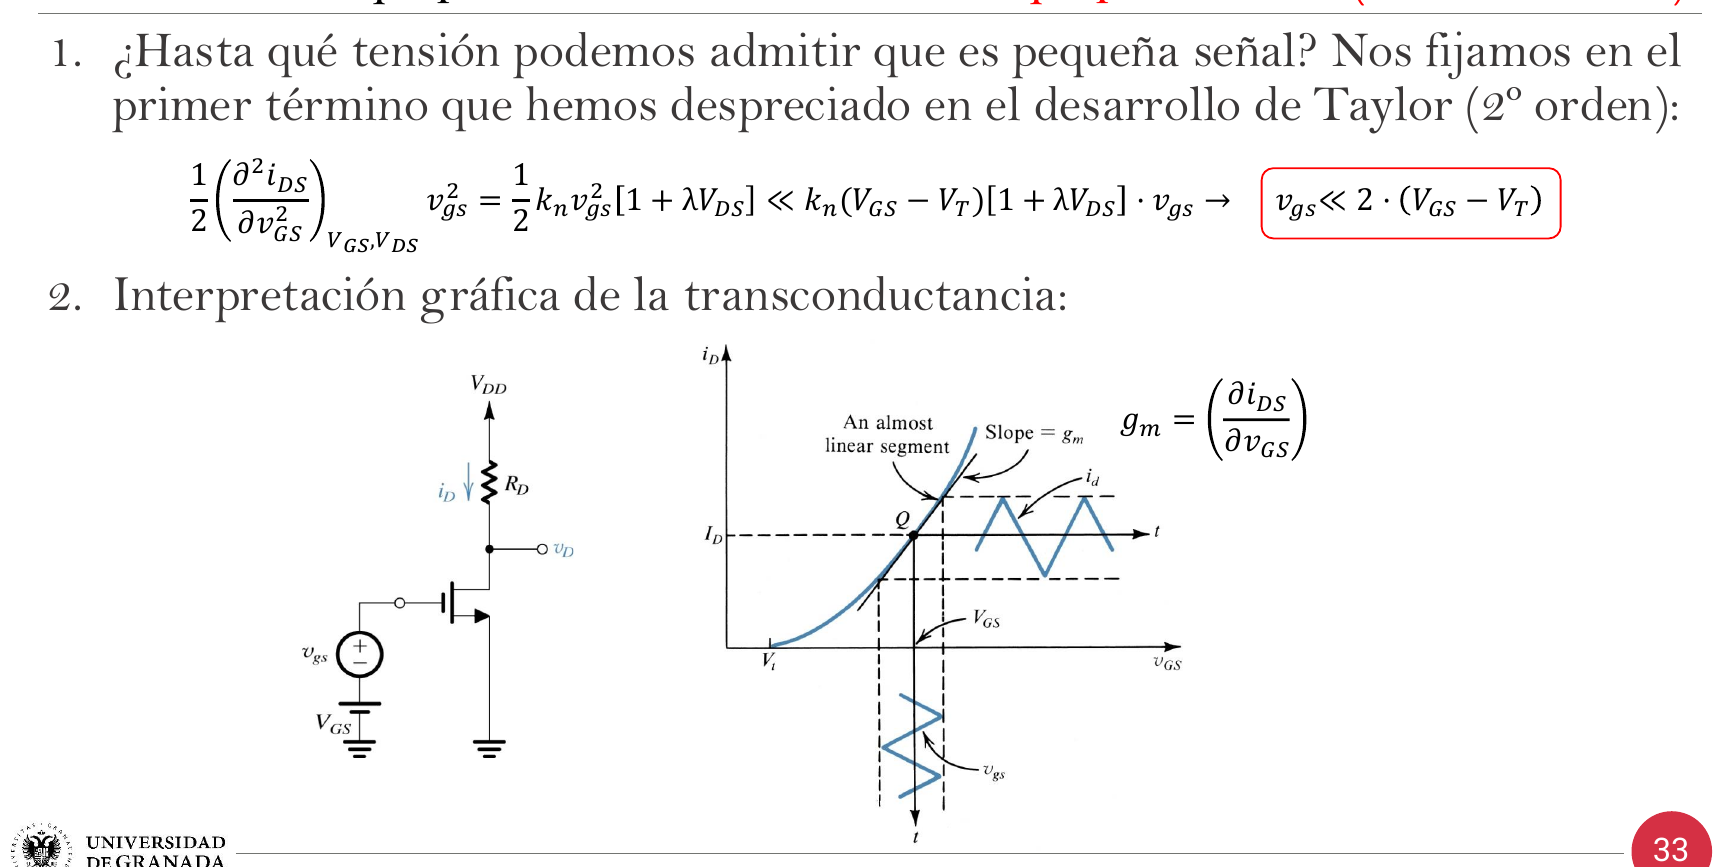 1. ¿Hasta qué tensión podemos admitir que es pequeña señal? Nos fijamos en el
primer término que hemos despreciado en el desarrollo de Taylor (2º orden):
1/2 (∂²i_DS/∂v²_GS)_{V_GS,V_DS} v²_gs = 1/2 k_n v²_gs [1 + λV_DS] ≪ k_n(V_GS − V_T)[1 + λV_DS] · v_gs → v_gs ≪ 2 · (V_GS − V_T)
2. Interpretación gráfica de la transconductancia:
V_DD
i_D
R_D
v_D
v_gs
+
−
V_GS
i_D
An almost
linear segment
Slope = g_m
g_m = (∂i_DS/∂v_GS)
i_d
Q
I_D
t
V_GS
V_t
v_GS
v_gs
t
UNIVERSIDAD
DE GRANADA
33